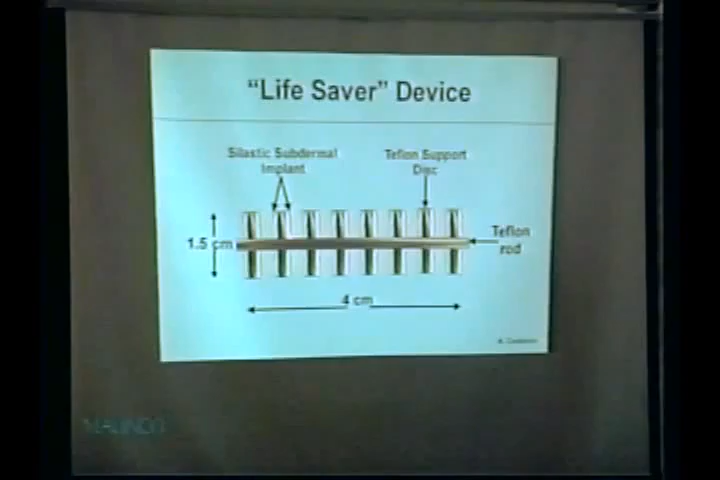 “Life Saver” Device
Silastic Subdermal
Implant
Teflon Support
Disc
1.5 cm
Teflon
rod
4 cm